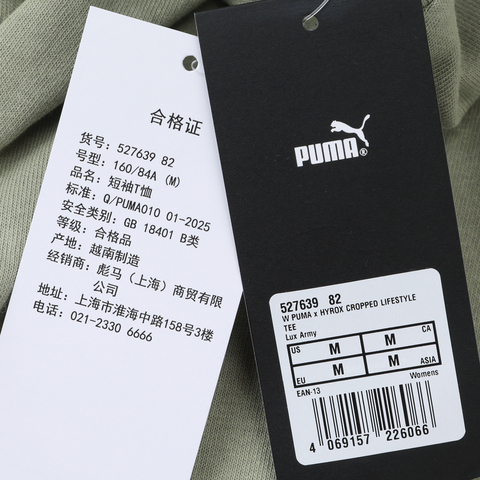 合格证
货号: 527639 82
号型: 160/84A (M)
品名: 短袖T恤
标准: Q/PUMA010 01-2025
安全类别: GB 18401 B类
等级: 合格品
产地: 越南制造
经销商: 彪马（上海）商贸有限
公司
地址: 上海市淮海中路158号3楼
电话: 021-2330 6666
PUMA®
527639 82
W PUMA x HYROX CROPPED LIFESTYLE
TEE
Lux Army
US M M CA
EU M M ASIA
EAN-13 Womens
4 069157 226066